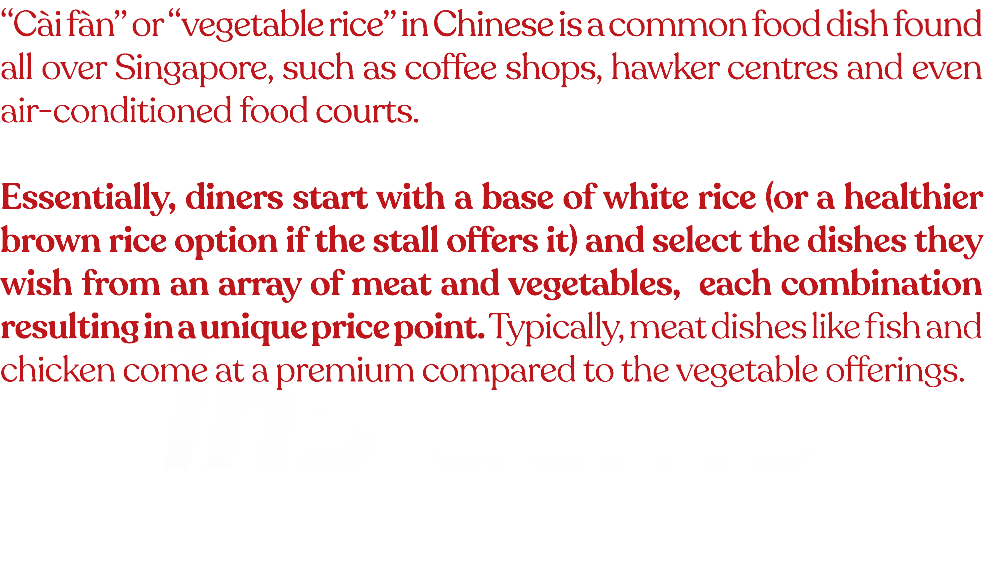 “Cài fàn” or “vegetable rice” in Chinese is a common food dish found
all over Singapore, such as coffee shops, hawker centres and even
air-conditioned food courts.
Essentially, diners start with a base of white rice (or a healthier
brown rice option if the stall offers it) and select the dishes they
wish from an array of meat and vegetables,  each combination
resulting in a unique price point. Typically, meat dishes like fish and
chicken come at a premium compared to the vegetable offerings.